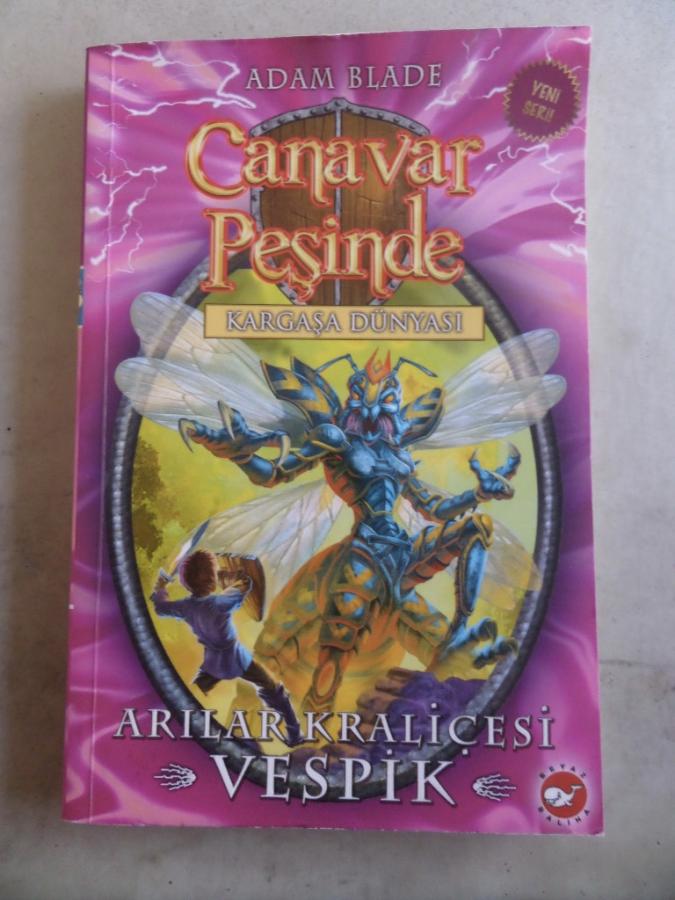 ADAM BLADE
YENİ
SERİ!
Canavar
Peşinde
KARGAŞA DÜNYASI
ARILAR KRALİÇESİ
VESPİK
BEYAZ
BALİNA